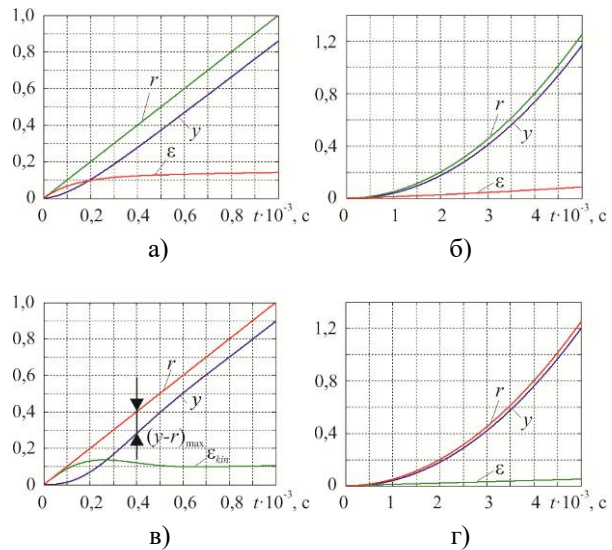 1,0
0,8
0,6
0,4
0,2
0
r
y
ε
0 0,2 0,4 0,6 0,8 t·10⁻³, с
а)
1,2
0,8
0,4
0
r
y
ε
0 1 2 3 4 t·10⁻³, с
б)
1,0
0,8
0,6
0,4
0,2
0
r
y
(y-r)max
εkin
0 0,2 0,4 0,6 0,8 t·10⁻³, с
в)
1,2
0,8
0,4
0
r
y
ε
0 1 2 3 4 t·10⁻³, с
г)